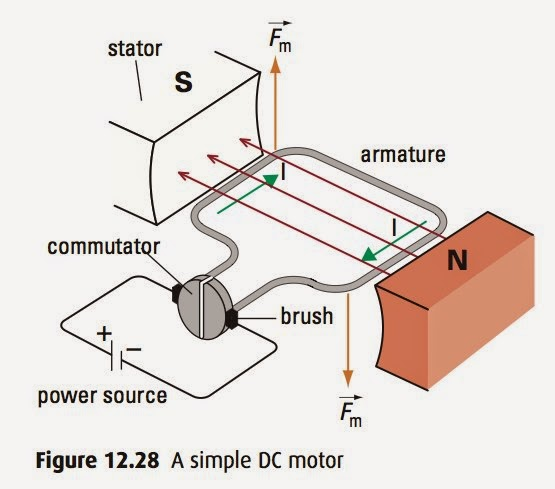 F⃗m
stator
S
armature
I
I
commutator
N
brush
+
−
power source
F⃗m
Figure 12.28 A simple DC motor